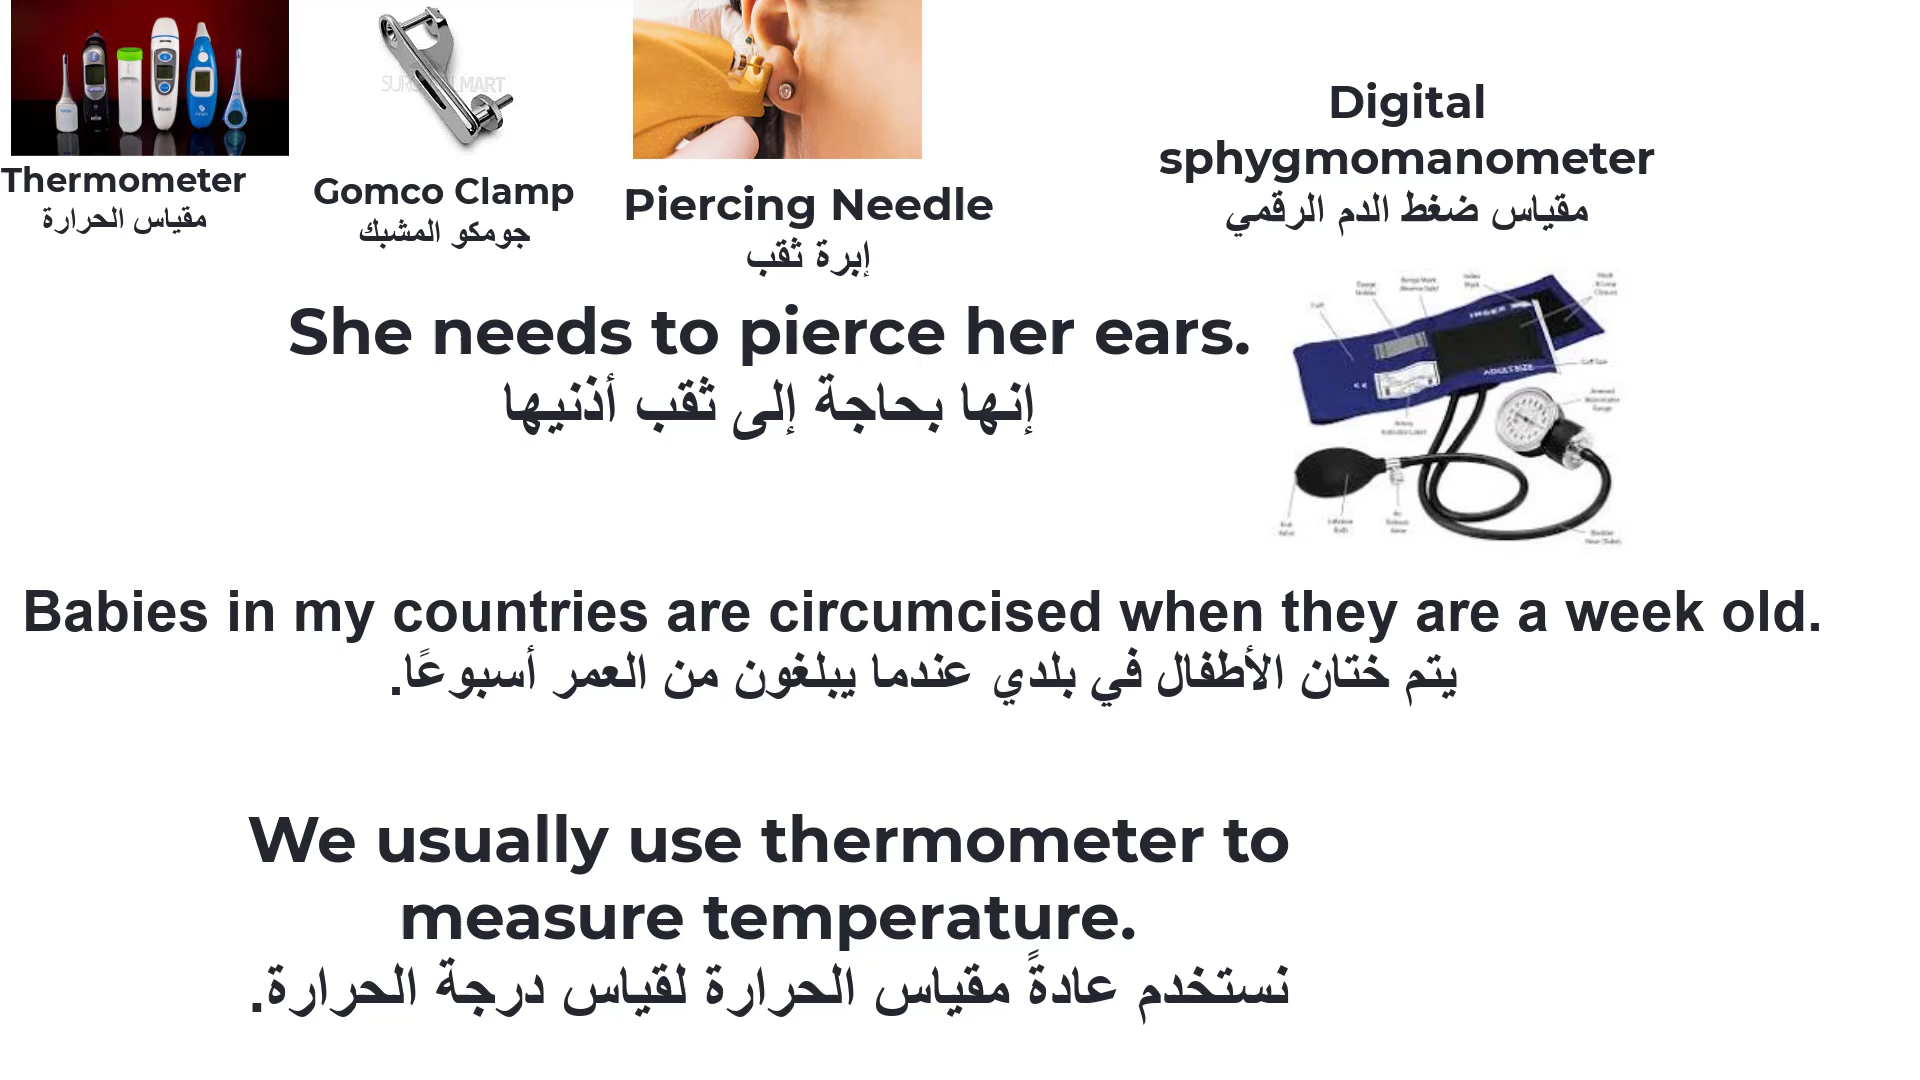 Thermometer
مقياس الحرارة
Gomco Clamp
جومكو المشبك
Piercing Needle
إبرة ثقب
Digital
sphygmomanometer
مقياس ضغط الدم الرقمي
She needs to pierce her ears.
إنها بحاجة إلى ثقب أذنيها
ADULT SIZE
Babies in my countries are circumcised when they are a week old.
يتم ختان الأطفال في بلدي عندما يبلغون من العمر أسبوعًا.
We usually use thermometer to
measure temperature.
نستخدم عادةً مقياس الحرارة لقياس درجة الحرارة.